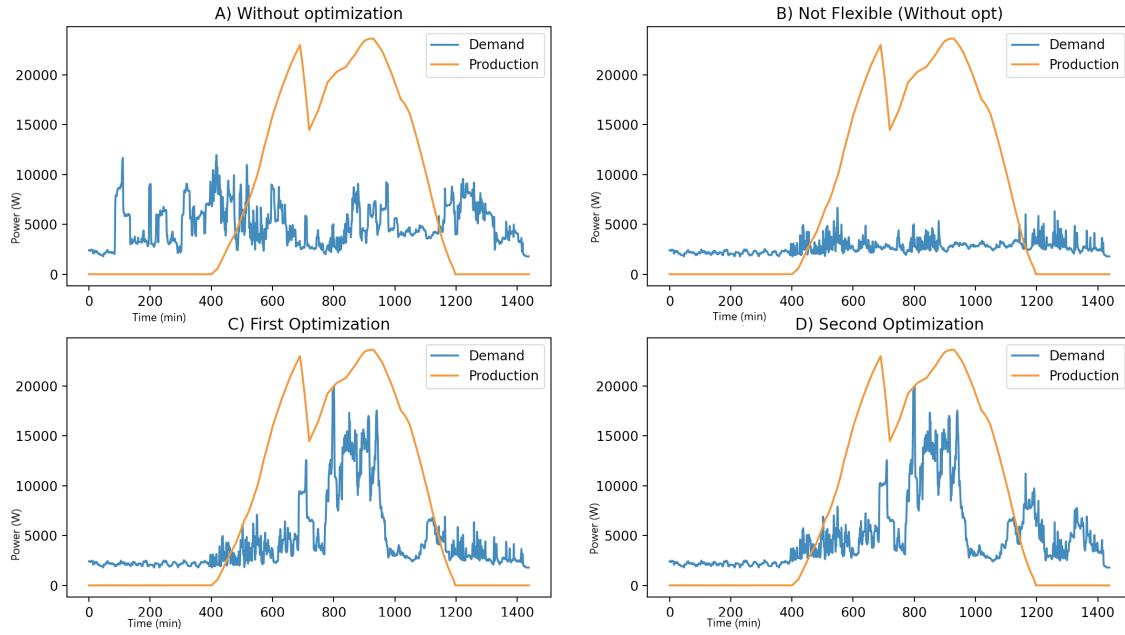 A) Without optimization
Demand
Production
20000
15000
10000
5000
0
Power (W)
0 200 400 600 800 1000 1200 1400
Time (min)
B) Not Flexible (Without opt)
Demand
Production
20000
15000
10000
5000
0
Power (W)
0 200 400 600 800 1000 1200 1400
Time (min)
C) First Optimization
Demand
Production
20000
15000
10000
5000
0
Power (W)
0 200 400 600 800 1000 1200 1400
Time (min)
D) Second Optimization
Demand
Production
20000
15000
10000
5000
0
Power (W)
0 200 400 600 800 1000 1200 1400
Time (min)